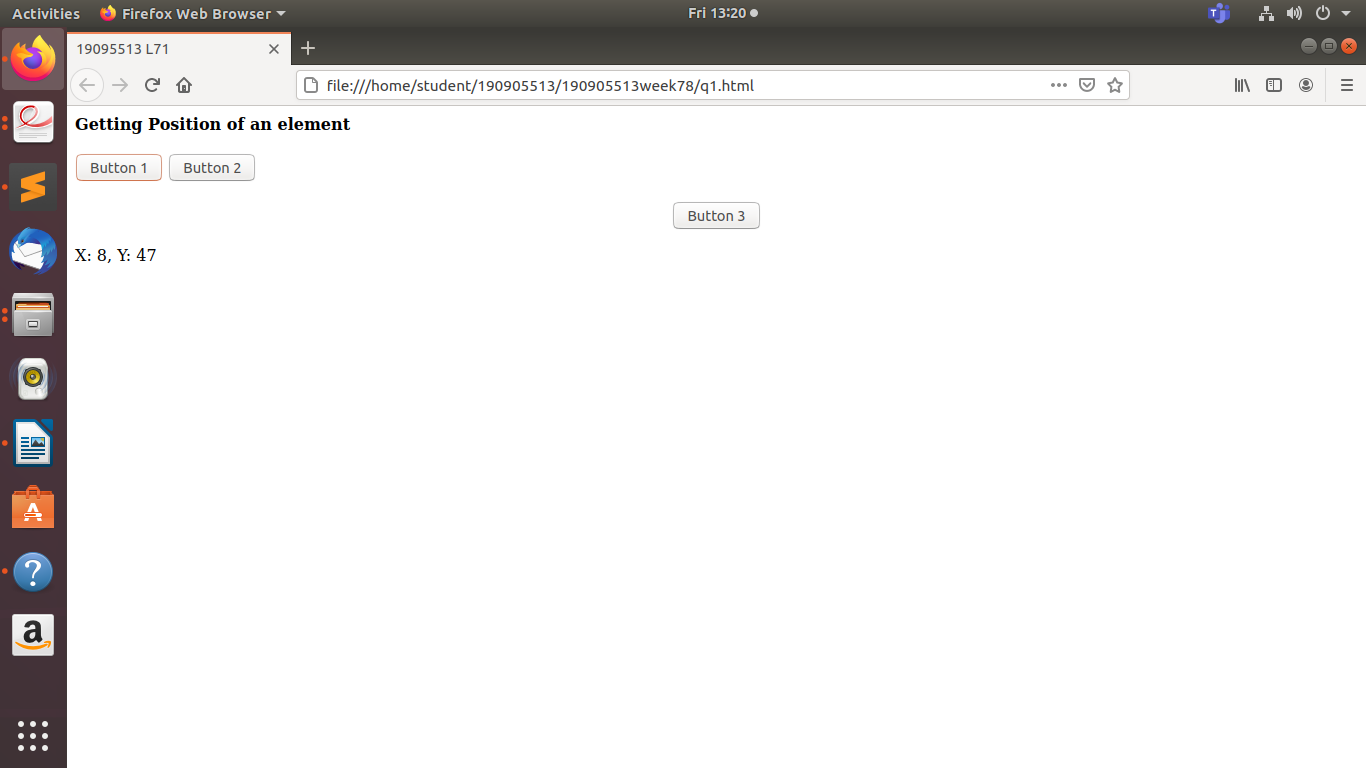 Activities Firefox Web Browser Fri 13:20
19095513 L71
file:///home/student/190905513/190905513week78/q1.html
Getting Position of an element
Button 1 Button 2
Button 3
X: 8, Y: 47